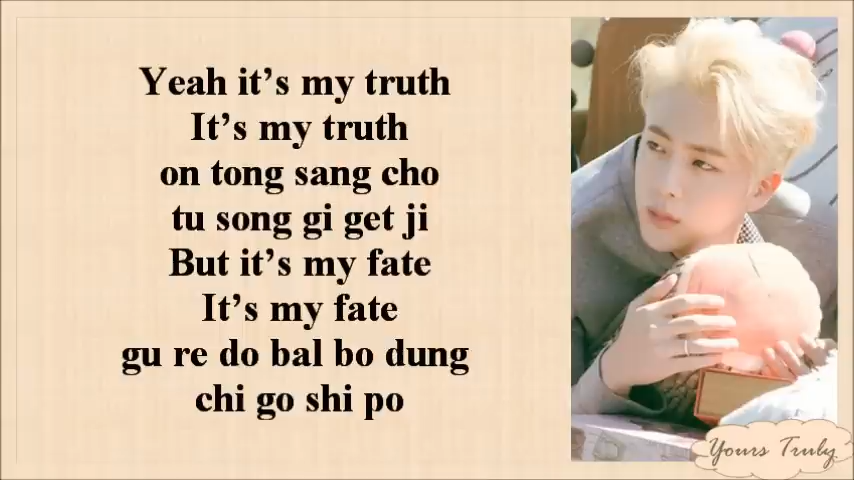 Yeah it’s my truth
It’s my truth
on tong sang cho
tu song gi get ji
But it’s my fate
It’s my fate
gu re do bal bo dung
chi go shi po
Yours Truly